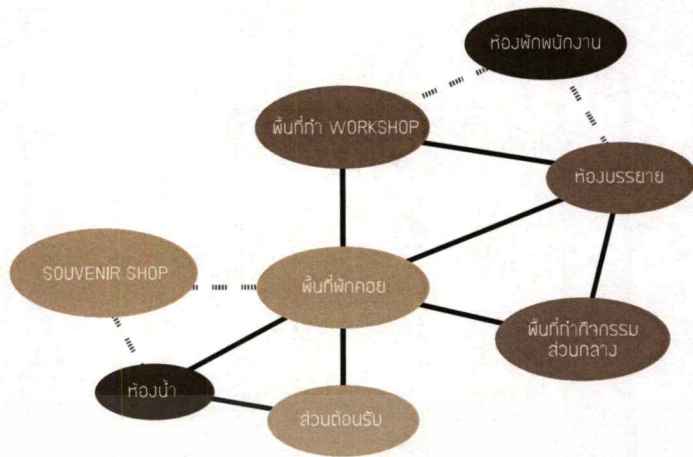 ห้องพักพนักงาน
พื้นที่ทำ WORKSHOP
ห้องบรรยาย
SOUVENIR SHOP
พื้นที่พักคอย
พื้นที่ทำกิจกรรม
ส่วนกลาง
ห้องน้ำ
ส่วนต้อนรับ